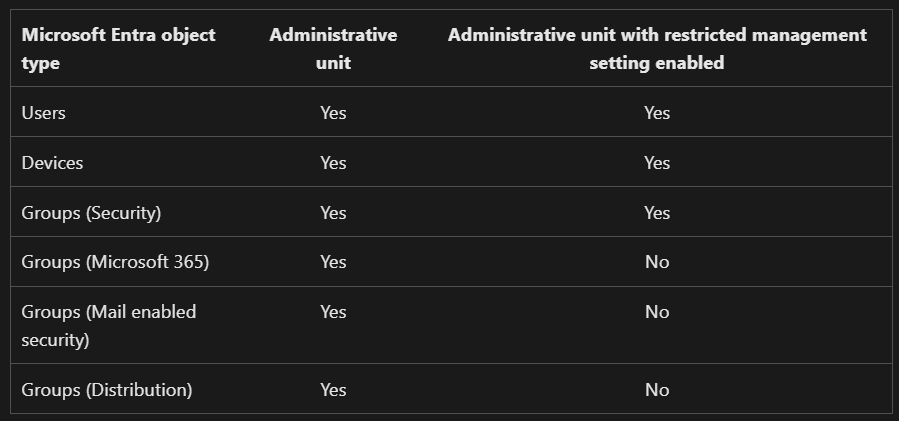 Microsoft Entra object type Administrative unit Administrative unit with restricted management setting enabled
Users Yes Yes
Devices Yes Yes
Groups (Security) Yes Yes
Groups (Microsoft 365) Yes No
Groups (Mail enabled security) Yes No
Groups (Distribution) Yes No